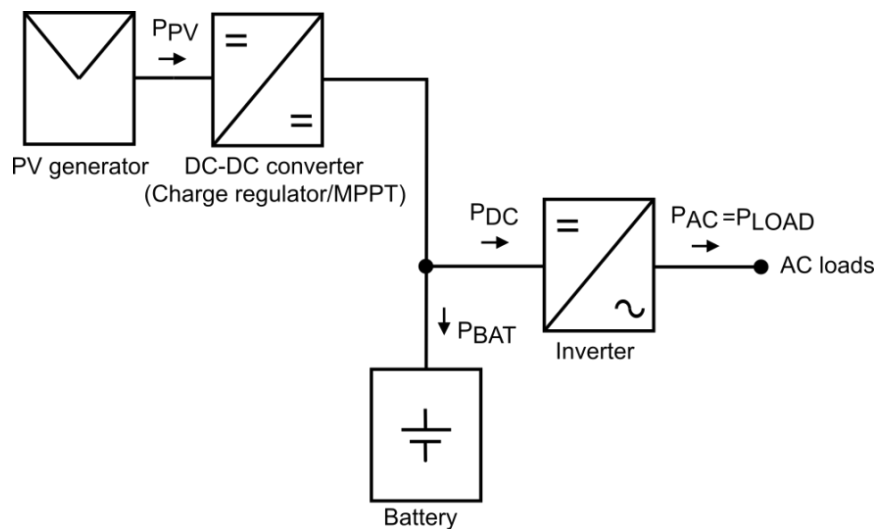 PPV
PV generator
DC-DC converter
(Charge regulator/MPPT)
PDC
PAC =PLOAD
AC loads
PBAT
Inverter
Battery